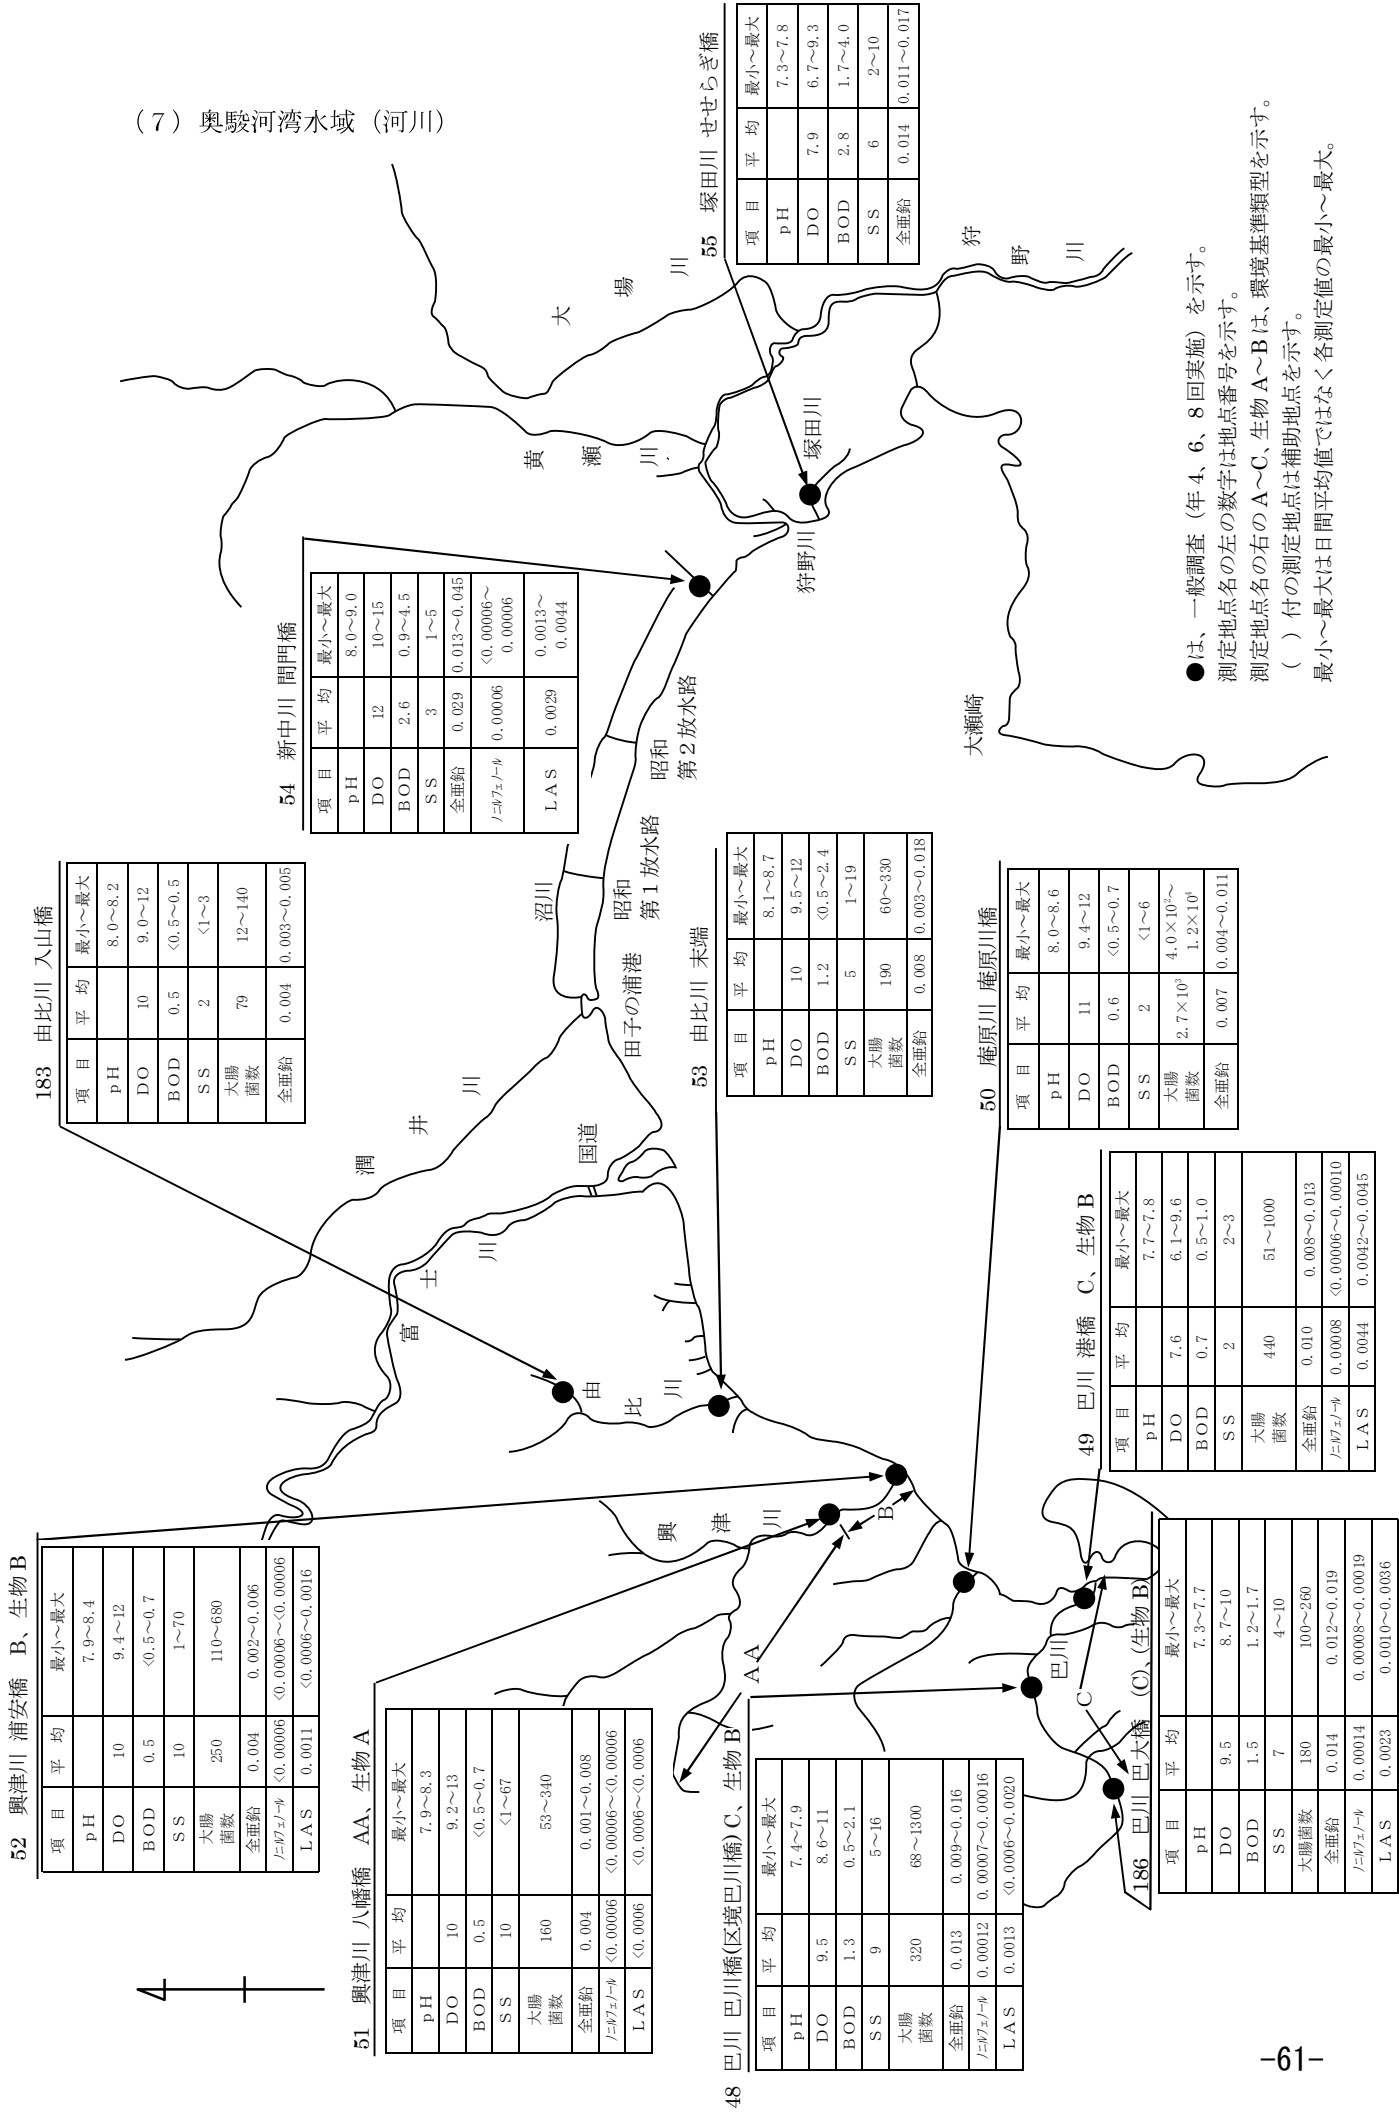 (７) 奥駿河湾水域 (河川)
52 興津川 浦安橋 B、生物 B
項 目 平 均 最小～最大
pH 7.9～8.4
DO 10 9.4～12
BOD 0.5 <0.5～0.7
SS 10 1～70
大腸菌数 250 110～680
全亜鉛 0.004 0.002～0.006
ﾉﾆﾙﾌｪﾉｰﾙ <0.00006 <0.00006～<0.00006
LAS 0.0011 <0.0006～0.0016
183 由比川 入山橋
項 目 平 均 最小～最大
pH 8.0～8.2
DO 10 9.0～12
BOD 0.5 <0.5～0.5
SS 2 <1～3
大腸菌数 79 12～140
全亜鉛 0.004 0.003～0.005
54 新中川 間門橋
項 目 平 均 最小～最大
pH 8.0～9.0
DO 12 10～15
BOD 2.6 0.9～4.5
SS 3 1～5
全亜鉛 0.029 0.013～0.045
ﾉﾆﾙﾌｪﾉｰﾙ 0.00006 <0.00006～0.00006
LAS 0.0029 0.0013～0.0044
55 塚田川 せせらぎ橋
項 目 平 均 最小～最大
pH 7.3～7.8
DO 7.9 6.7～9.3
BOD 2.8 1.7～4.0
SS 6 2～10
全亜鉛 0.014 0.011～0.017
51 興津川 八幡橋 AA、生物 A
項 目 平 均 最小～最大
pH 7.9～8.3
DO 10 9.2～13
BOD 0.5 <0.5～0.7
SS 10 <1～67
大腸菌数 160 53～340
全亜鉛 0.004 0.001～0.008
ﾉﾆﾙﾌｪﾉｰﾙ <0.00006 <0.00006～<0.00006
LAS <0.0006 <0.0006～<0.0006
53 由比川 末端
項 目 平 均 最小～最大
pH 8.1～8.7
DO 10 9.5～12
BOD 1.2 <0.5～2.4
SS 5 1～19
大腸菌数 190 60～330
全亜鉛 0.008 0.003～0.018
48 巴川 巴川橋(区境巴川橋) C、生物 B
項 目 平 均 最小～最大
pH 7.4～7.9
DO 9.5 8.6～11
BOD 1.3 0.5～2.1
SS 9 5～16
大腸菌数 320 68～1300
全亜鉛 0.013 0.009～0.016
ﾉﾆﾙﾌｪﾉｰﾙ 0.00012 0.00007～0.00016
LAS 0.0013 <0.0006～0.0020
50 庵原川 庵原川橋
項 目 平 均 最小～最大
pH 8.0～8.6
DO 11 9.4～12
BOD 0.6 <0.5～0.7
SS 2 <1～6
大腸菌数 2.7×10³ 4.0×10²～1.2×10⁴
全亜鉛 0.007 0.004～0.011
49 巴川 港橋 C、生物 B
項 目 平 均 最小～最大
pH 7.7～7.8
DO 7.6 6.1～9.6
BOD 0.7 0.5～1.0
SS 2 2～3
大腸菌数 440 51～1000
全亜鉛 0.010 0.008～0.013
ﾉﾆﾙﾌｪﾉｰﾙ 0.00008 <0.00006～0.00010
LAS 0.0044 0.0042～0.0045
186 巴川 巴大橋 (C)、(生物 B)
項 目 平 均 最小～最大
pH 7.3～7.7
DO 9.5 8.7～10
BOD 1.5 1.2～1.7
SS 7 4～10
大腸菌数 180 100～260
全亜鉛 0.014 0.012～0.019
ﾉﾆﾙﾌｪﾉｰﾙ 0.00014 0.00008～0.00019
LAS 0.0023 0.0010～0.0036
潤井川
富士川
国道
由比川
興津川
巴川
AA
B
C
田子の浦港
沼川
昭和
第１放水路
昭和
第２放水路
黄瀬川
大場川
狩野川
狩野川
塚田川
大瀬崎
●は、一般調査 (年 4、6、8 回実施) を示す。
測定地点名の左の数字は地点番号を示す。
測定地点名の右の A～C、生物 A～B は、環境基準類型を示す。
( ) 付の測定地点は補助地点を示す。
最小～最大は日間平均値ではなく各測定値の最小～最大。
-61-